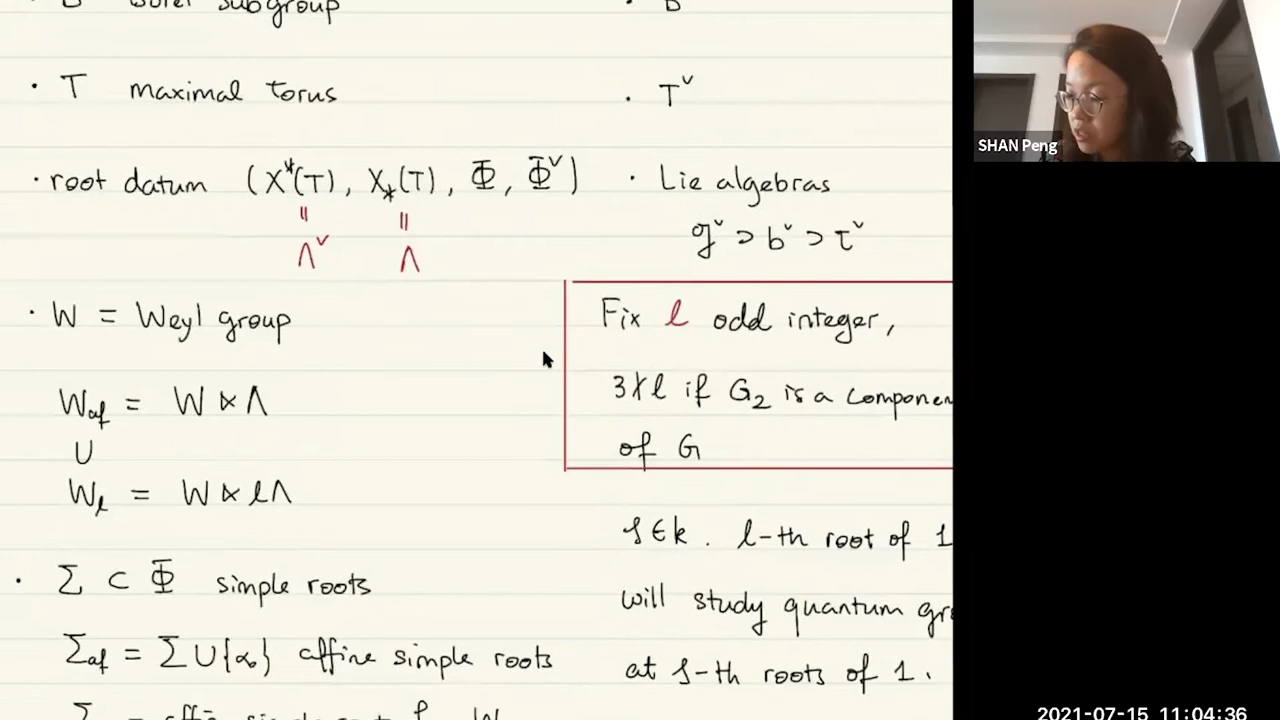 Borel subgroup
· T maximal torus
· root datum (X*(T), X_*(T), Φ, Φ^∨)
= =
Λ^∨ Λ
· W = Weyl group
W_af = W ⋉ Λ
∪
W_ℓ = W ⋉ ℓΛ
· Σ ⊂ Φ simple roots
Σ_af = Σ ∪ {α_0} affine simple roots
· B
· T^∨
· Lie algebras
g^∨ ⊃ b^∨ ⊃ t^∨
Fix ℓ odd integer,
3∤ℓ if G_2 is a componen
of G
ζ ∈ k. ℓ-th root of 1
will study quantum gr
at ζ-th roots of 1.
SHAN Peng
2021-07-15 11:04:36